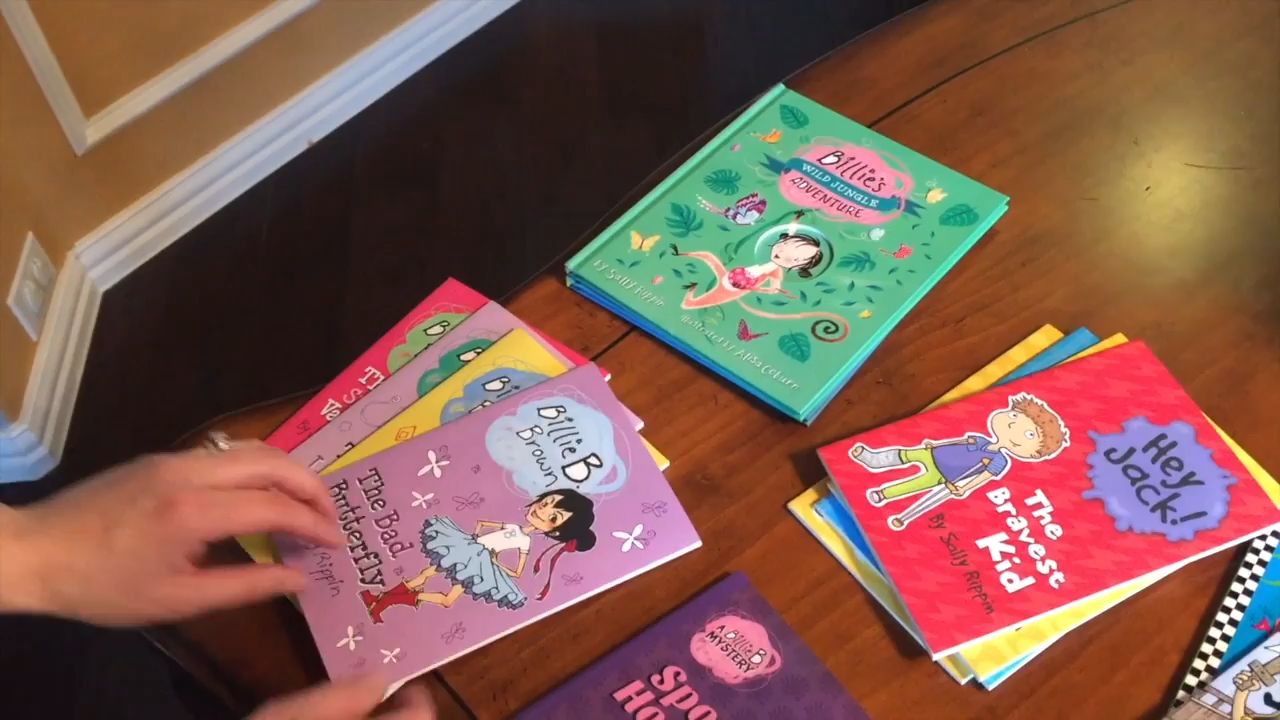 Billie's
WILD JUNGLE
ADVENTURE
by Sally Rippin
illustrated by Alisa Coburn
B
B
B
Billie B.
Brown
The Bad
Butterfly
Rippin
Hey
Jack!
The
Bravest
Kid
By Sally Rippin
A Billie B
MYSTERY